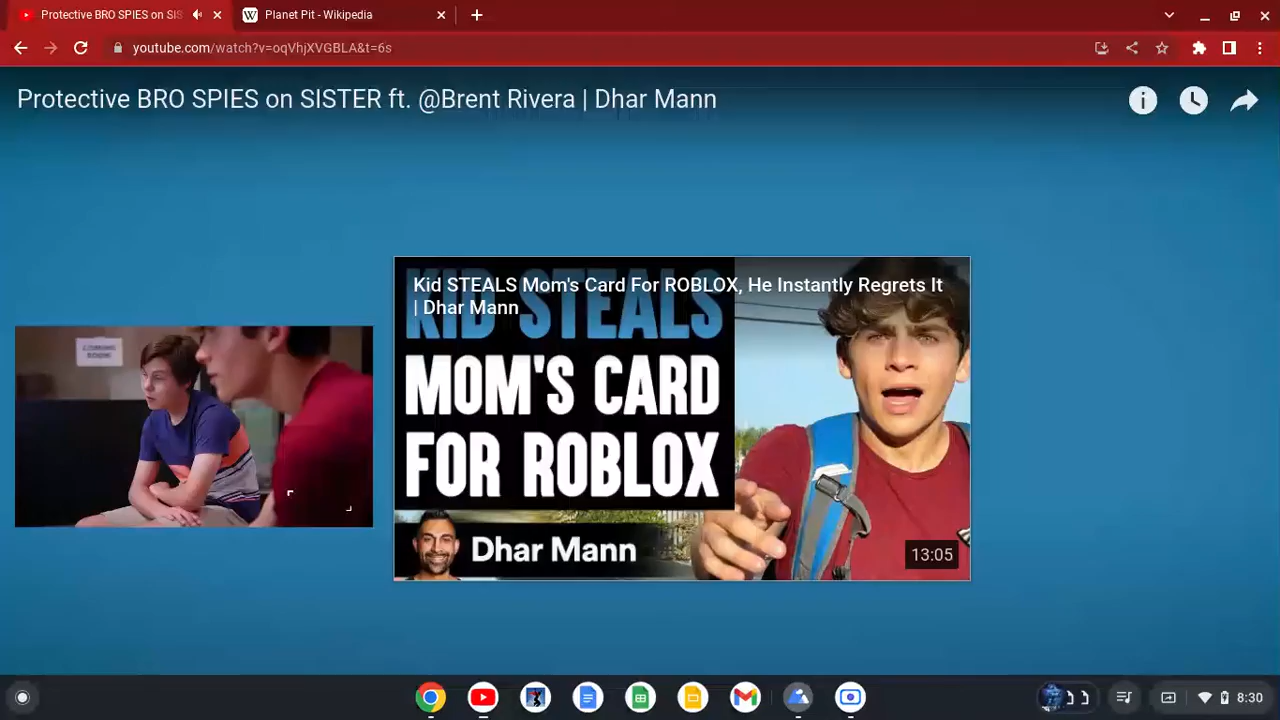 Protective BRO SPIES on SIS
Planet Pit - Wikipedia
youtube.com/watch?v=oqVhjXVGBLA&t=6s
Protective BRO SPIES on SISTER ft. @Brent Rivera | Dhar Mann
Kid STEALS Mom's Card For ROBLOX, He Instantly Regrets It
| Dhar Mann
KID STEALS
MOM'S CARD
FOR ROBLOX
Dhar Mann
13:05
8:30